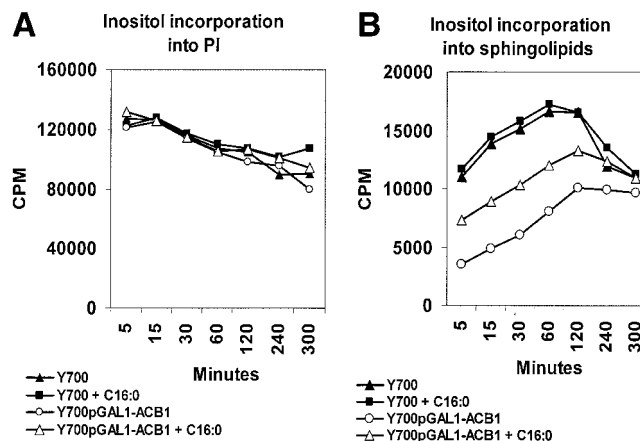 A
Inositol incorporation
into PI
160000
120000
80000
40000
0
CPM
5 15 30 60 120 240 300
Minutes
Y700
Y700 + C16:0
Y700pGAL1-ACB1
Y700pGAL1-ACB1 + C16:0
B
Inositol incorporation
into sphingolipids
20000
15000
10000
5000
0
CPM
5 15 30 60 120 240 300
Minutes
Y700
Y700 + C16:0
Y700pGAL1-ACB1
Y700pGAL1-ACB1 + C16:0